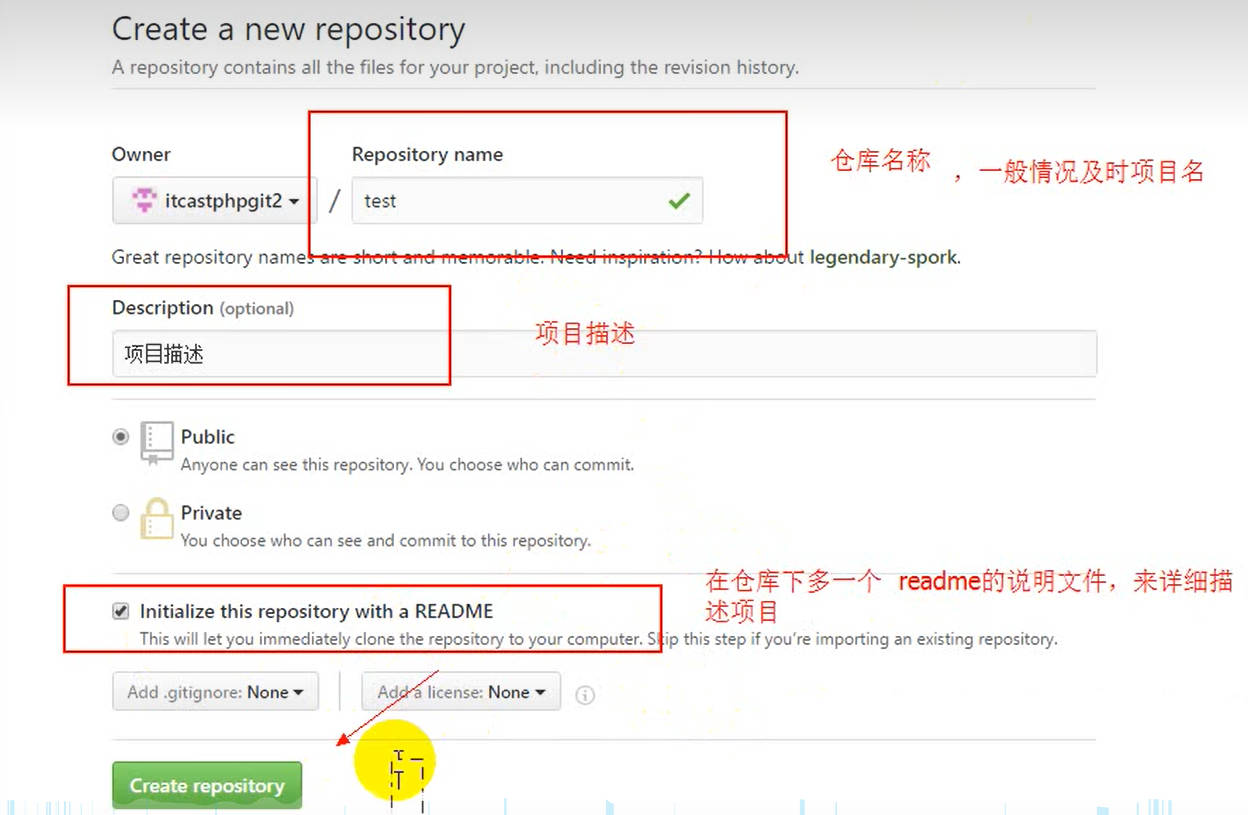 Create a new repository
A repository contains all the files for your project, including the revision history.
Owner
Repository name
仓库名称 ，一般情况及时项目名
itcastphpgit2 / test
Great repository names are short and memorable. Need inspiration? How about legendary-spork.
Description (optional)
项目描述
项目描述
Public
Anyone can see this repository. You choose who can commit.
Private
You choose who can see and commit to this repository.
在仓库下多一个 readme的说明文件，来详细描
述项目
Initialize this repository with a README
This will let you immediately clone the repository to your computer. Skip this step if you’re importing an existing repository.
Add .gitignore: None
Add a license: None
Create repository